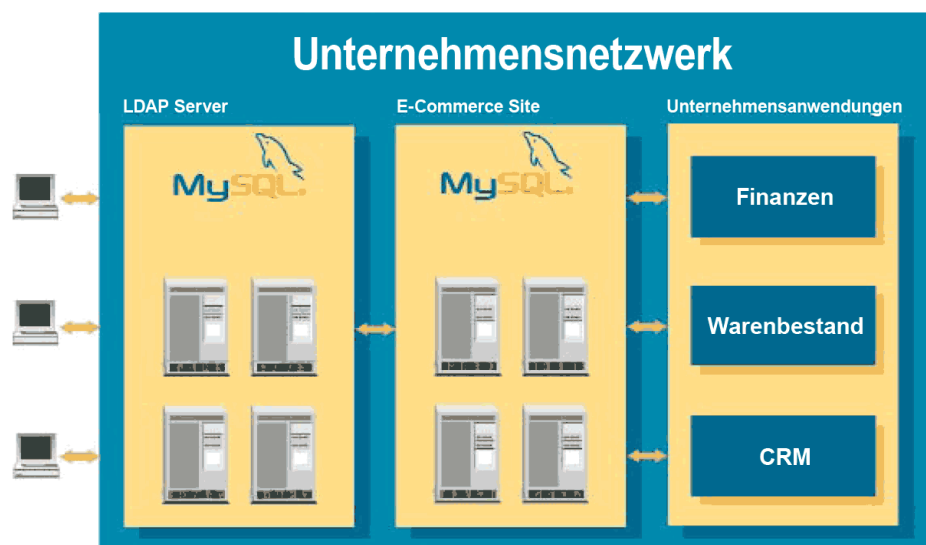 Unternehmensnetzwerk
LDAP Server
E-Commerce Site
Unternehmensanwendungen
MySQL.
MySQL.
Finanzen
Warenbestand
CRM